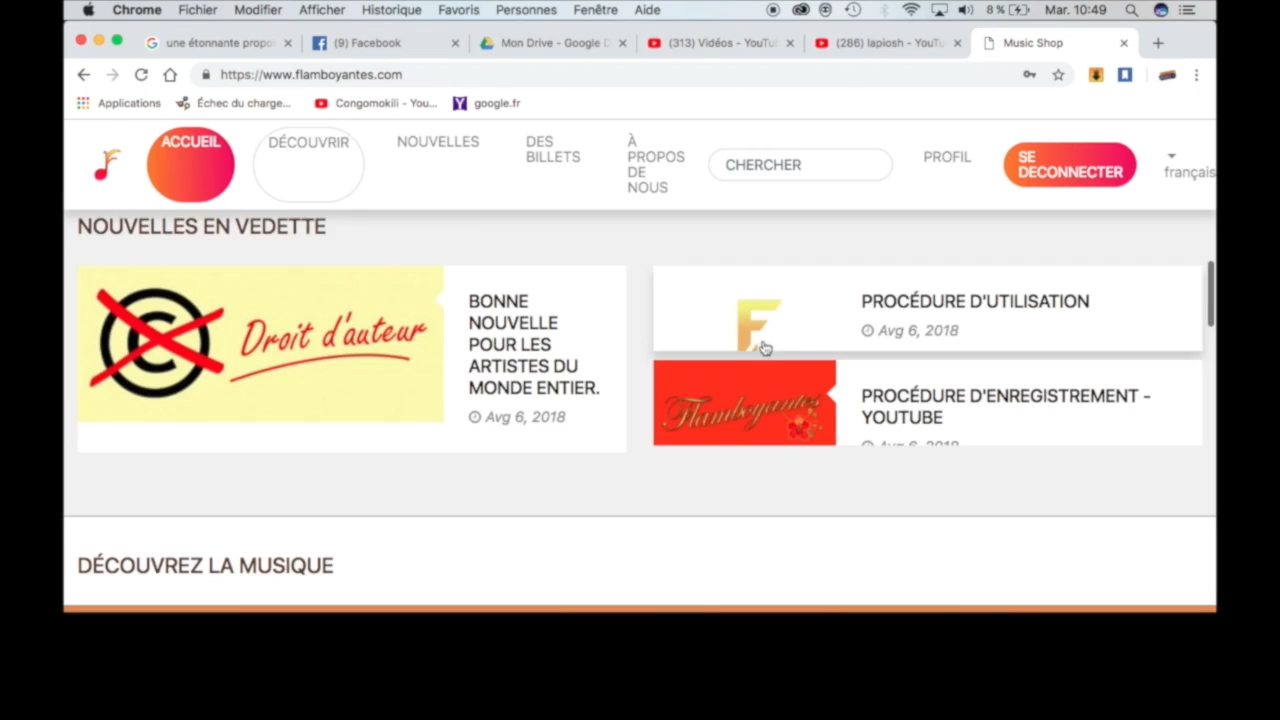 Chrome Fichier Modifier Afficher Historique Favoris Personnes Fenêtre Aide 8 % Mar. 10:49
une étonnante propo (9) Facebook Mon Drive - Google D (313) Vidéos - YouTu (286) lapiosh - YouTu Music Shop
https://www.flamboyantes.com
Applications Échec du charge... Congomokili - You... google.fr
ACCUEIL
DÉCOUVRIR
NOUVELLES
DES
BILLETS
À
PROPOS
DE
NOUS
CHERCHER
PROFIL
SE
DECONNECTER
français
NOUVELLES EN VEDETTE
C Droit d'auteur
BONNE
NOUVELLE
POUR LES
ARTISTES DU
MONDE ENTIER.
Avg 6, 2018
F
PROCÉDURE D'UTILISATION
Avg 6, 2018
Flamboyantes
PROCÉDURE D'ENREGISTREMENT -
YOUTUBE
Avg 6, 2018
DÉCOUVREZ LA MUSIQUE